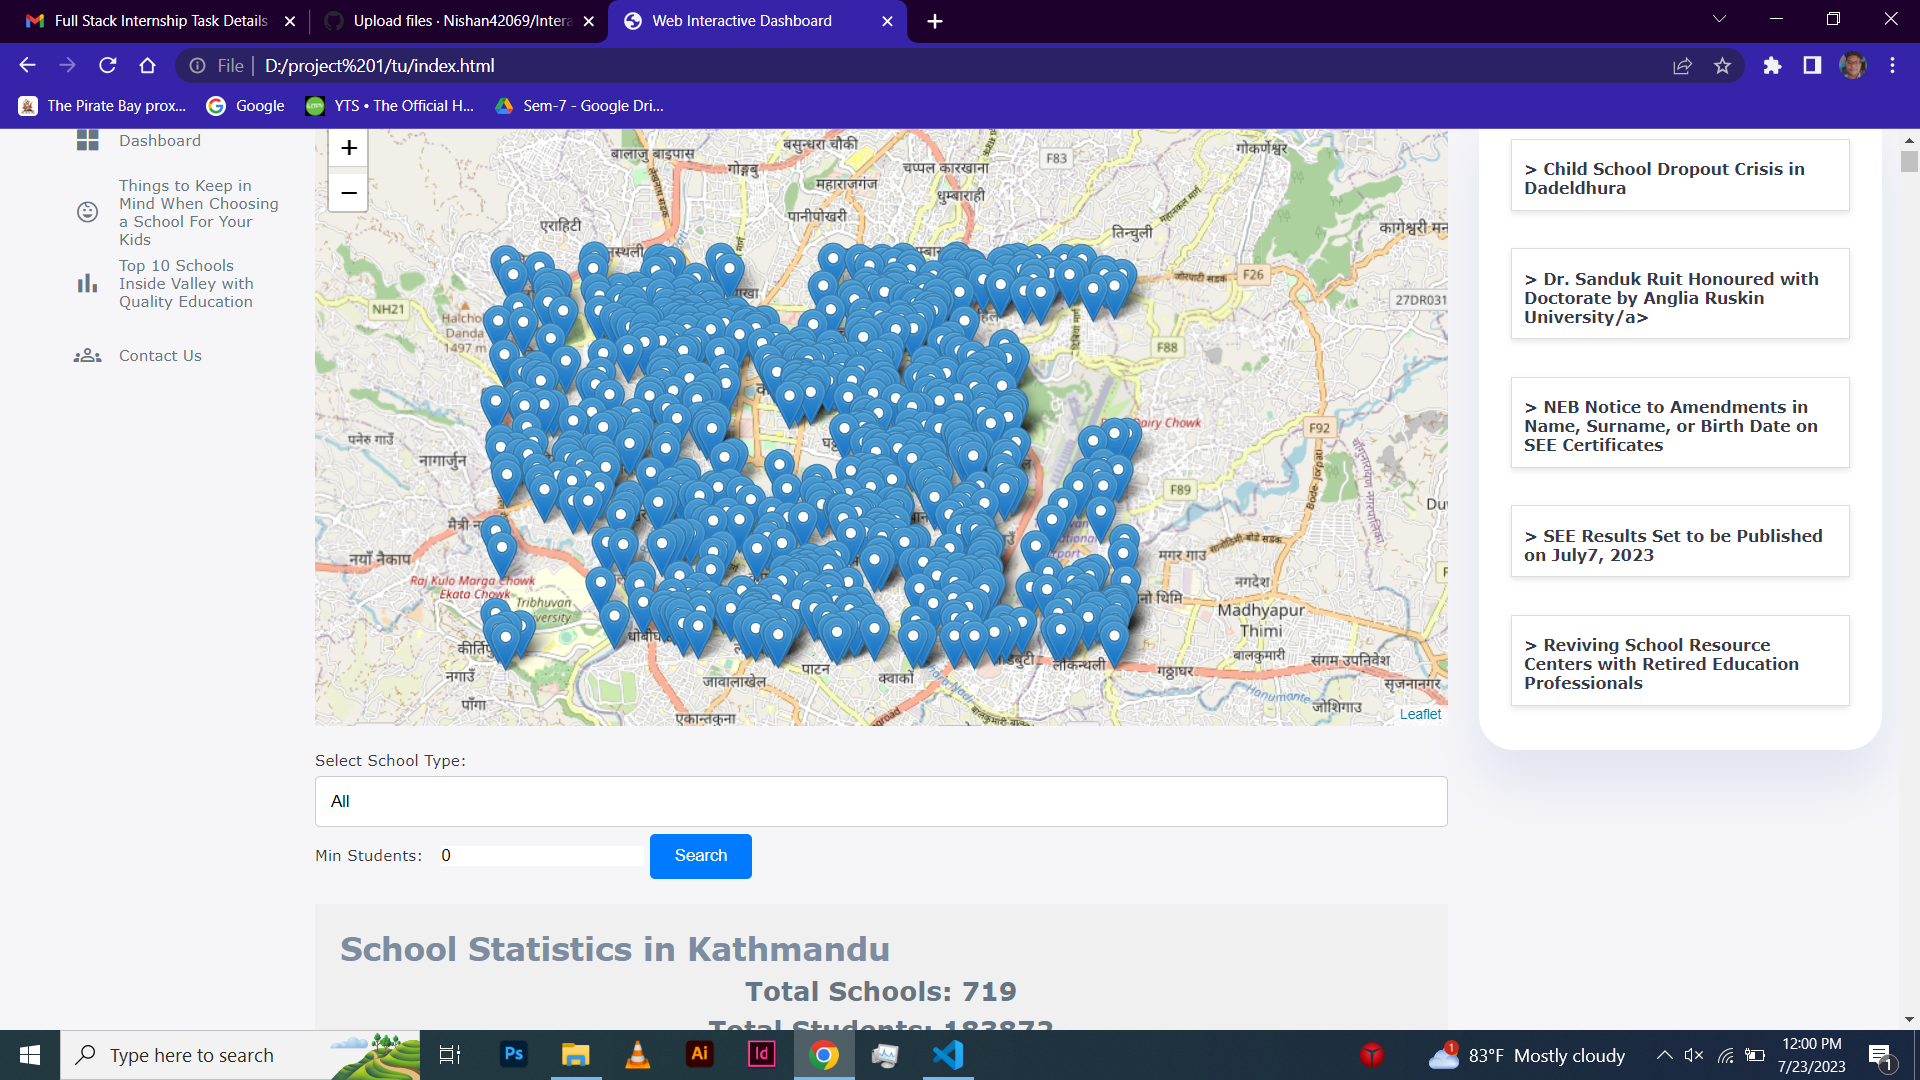 Full Stack Internship Task Details
Upload files · Nishan42069/Intera
Web Interactive Dashboard
File
D:/project%201/tu/index.html
The Pirate Bay prox...
Google
YTS • The Official H...
Sem-7 - Google Dri...
Dashboard
Things to Keep in
Mind When Choosing
a School For Your
Kids
Top 10 Schools
Inside Valley with
Quality Education
Contact Us
+
−
बालाजु बाइपास
गोङ्गबु
बसुन्धरा चौकी
चप्पल कारखाना
F83
गोकर्णेश्वर
महाराजगंज
धुम्बाराही
पानीपोखरी
एराहिटी
तिन्चुली
F26
NH21
27DR031
Danda
1497 m
F88
Dairy Chowk
F92
नागार्जुन
F89
नयाँ नैकाप
Raj Kulo Marga Chowk
Ekata Chowk
Tribhuvan
मगर गाउँ
नगदेश
Madhyapur
Thimi
बालकुमारी
नगाउँ
पाँगा
जावालाखेल
पाटन
क्वाको
लोकन्थली
गठ्ठाघर
संगम उपनिवेश
सृजनानगर
जोशिगाउ
Hanumante
एकान्तकुना
Leaflet
> Child School Dropout Crisis in
Dadeldhura
> Dr. Sanduk Ruit Honoured with
Doctorate by Anglia Ruskin
University/a>
> NEB Notice to Amendments in
Name, Surname, or Birth Date on
SEE Certificates
> SEE Results Set to be Published
on July7, 2023
> Reviving School Resource
Centers with Retired Education
Professionals
Select School Type:
All
Min Students:
0
Search
School Statistics in Kathmandu
Total Schools: 719
Total Students: 183872
Type here to search
Ps
Ai
Id
1
83°F Mostly cloudy
12:00 PM
7/23/2023
1